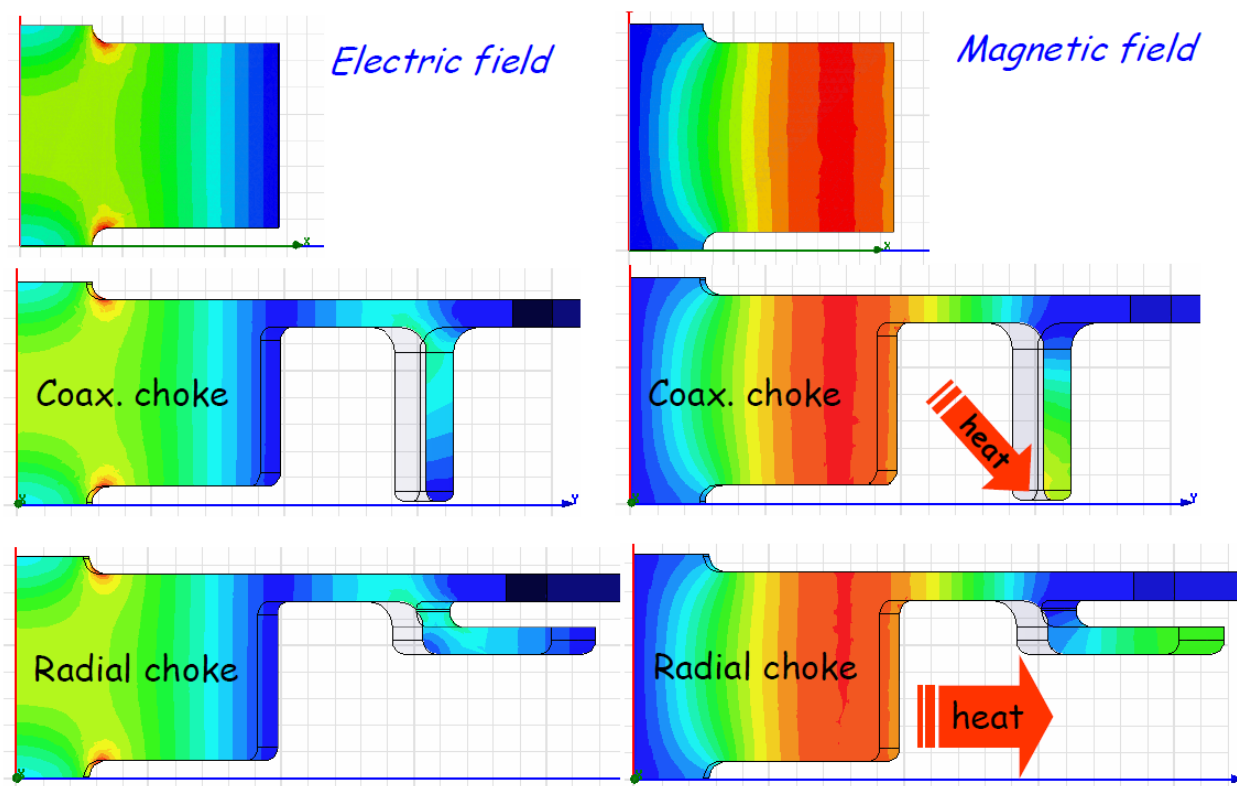 Electric field
Magnetic field
X
X
Coax. choke
Coax. choke
heat
Y
Y
Radial choke
Radial choke
heat